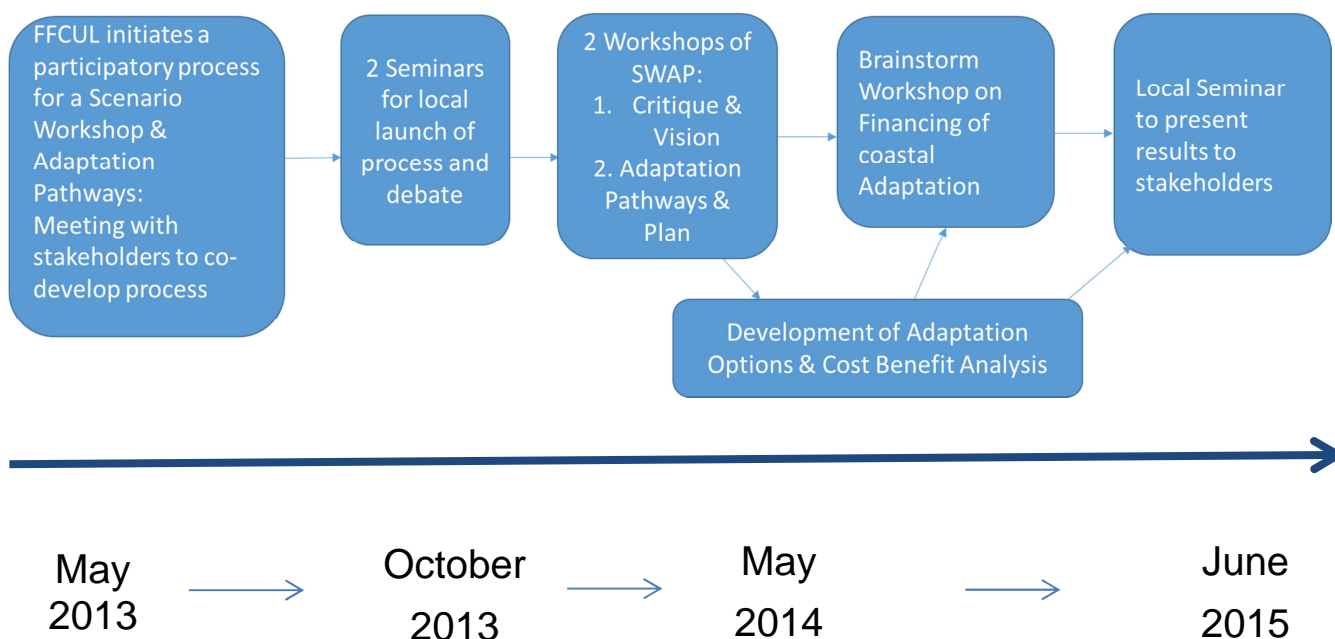 FFCUL initiates a
participatory process
for a Scenario
Workshop &
Adaptation
Pathways:
Meeting with
stakeholders to co-
develop process
2 Seminars
for local
launch of
process and
debate
2 Workshops of
SWAP:
1. Critique &
Vision
2. Adaptation
Pathways &
Plan
Brainstorm
Workshop on
Financing of
coastal
Adaptation
Local Seminar
to present
results to
stakeholders
Development of Adaptation
Options & Cost Benefit Analysis
May
2013
October
2013
May
2014
June
2015